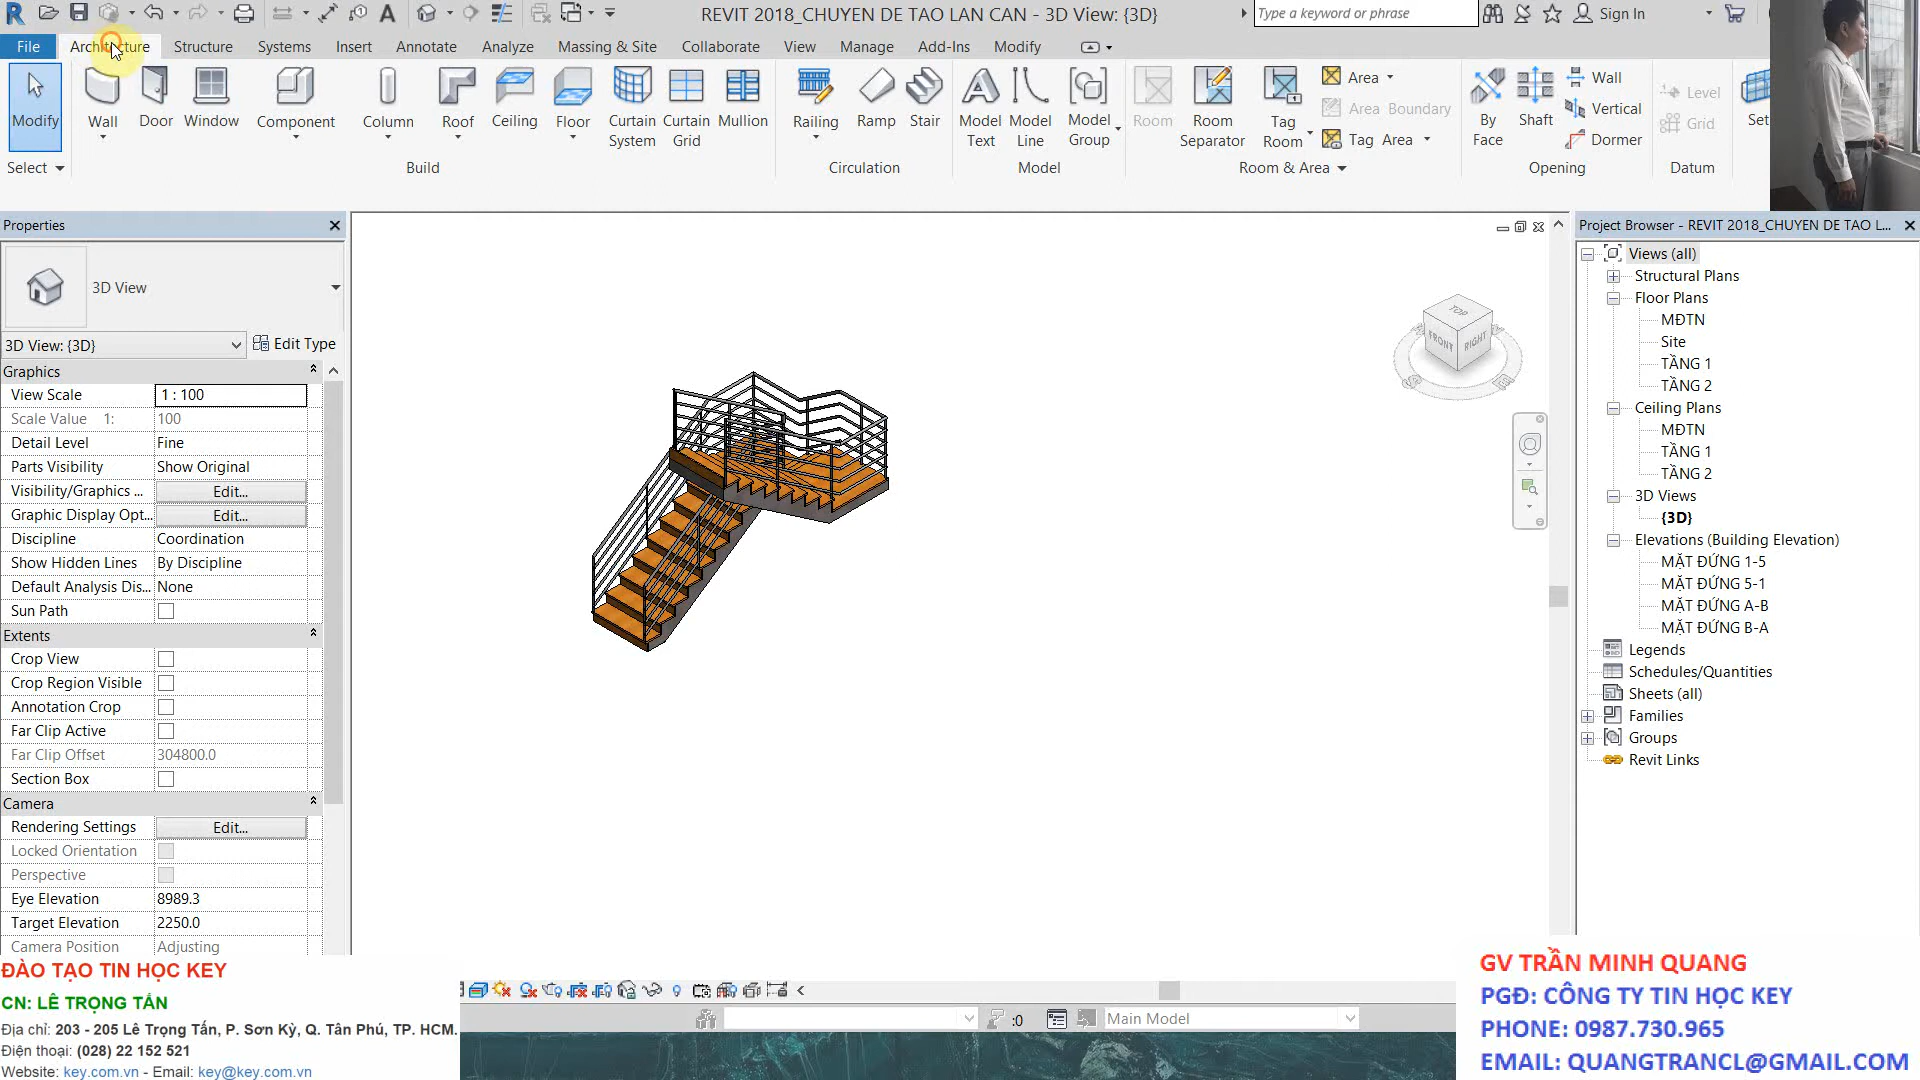 REVIT 2018_CHUYEN DE TAO LAN CAN - 3D View: {3D}
Type a keyword or phrase
Sign In
File Architecture Structure Systems Insert Annotate Analyze Massing & Site Collaborate View Manage Add-Ins Modify
Modify
Wall
Door
Window
Component
Column
Roof
Ceiling
Floor
Curtain System
Curtain Grid
Mullion
Railing
Ramp
Stair
Model Text
Model Line
Model Group
Room
Room Separator
Tag Room
Area
Area Boundary
Tag Area
By Face
Shaft
Wall
Vertical
Dormer
Level
Grid
Set
Select
Build
Circulation
Model
Room & Area
Opening
Datum
Properties
3D View
3D View: {3D}
Edit Type
Graphics
View Scale 1 : 100
Scale Value 1: 100
Detail Level Fine
Parts Visibility Show Original
Visibility/Graphics ... Edit...
Graphic Display Opt... Edit...
Discipline Coordination
Show Hidden Lines By Discipline
Default Analysis Dis... None
Sun Path
Extents
Crop View
Crop Region Visible
Annotation Crop
Far Clip Active
Far Clip Offset 304800.0
Section Box
Camera
Rendering Settings Edit...
Locked Orientation
Perspective
Eye Elevation 8989.3
Target Elevation 2250.0
Camera Position Adjusting
TOP
FRONT
RIGHT
Project Browser - REVIT 2018_CHUYEN DE TAO L...
Views (all)
Structural Plans
Floor Plans
MĐTN
Site
TẦNG 1
TẦNG 2
Ceiling Plans
MĐTN
TẦNG 1
TẦNG 2
3D Views
{3D}
Elevations (Building Elevation)
MẶT ĐỨNG 1-5
MẶT ĐỨNG 5-1
MẶT ĐỨNG A-B
MẶT ĐỨNG B-A
Legends
Schedules/Quantities
Sheets (all)
Families
Groups
Revit Links
:0
Main Model
ĐÀO TẠO TIN HỌC KEY
CN: LÊ TRỌNG TẤN
Địa chỉ: 203 - 205 Lê Trọng Tấn, P. Sơn Kỳ, Q. Tân Phú, TP. HCM.
Điện thoại: (028) 22 152 521
Website: key.com.vn - Email: key@key.com.vn
GV TRẦN MINH QUANG
PGĐ: CÔNG TY TIN HỌC KEY
PHONE: 0987.730.965
EMAIL: QUANGTRANCL@GMAIL.COM